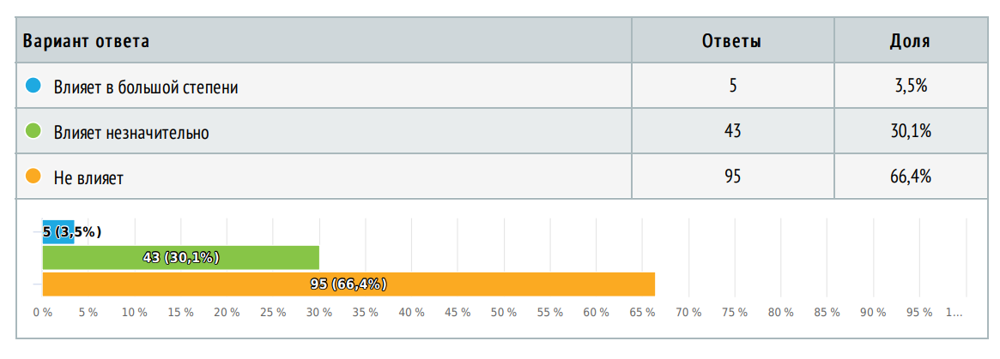 Вариант ответа Ответы Доля
Влияет в большой степени 5 3,5%
Влияет незначительно 43 30,1%
Не влияет 95 66,4%
5 (3,5%)
43 (30,1%)
95 (66,4%)
0 % 5 % 10 % 15 % 20 % 25 % 30 % 35 % 40 % 45 % 50 % 55 % 60 % 65 % 70 % 75 % 80 % 85 % 90 % 95 % 1...